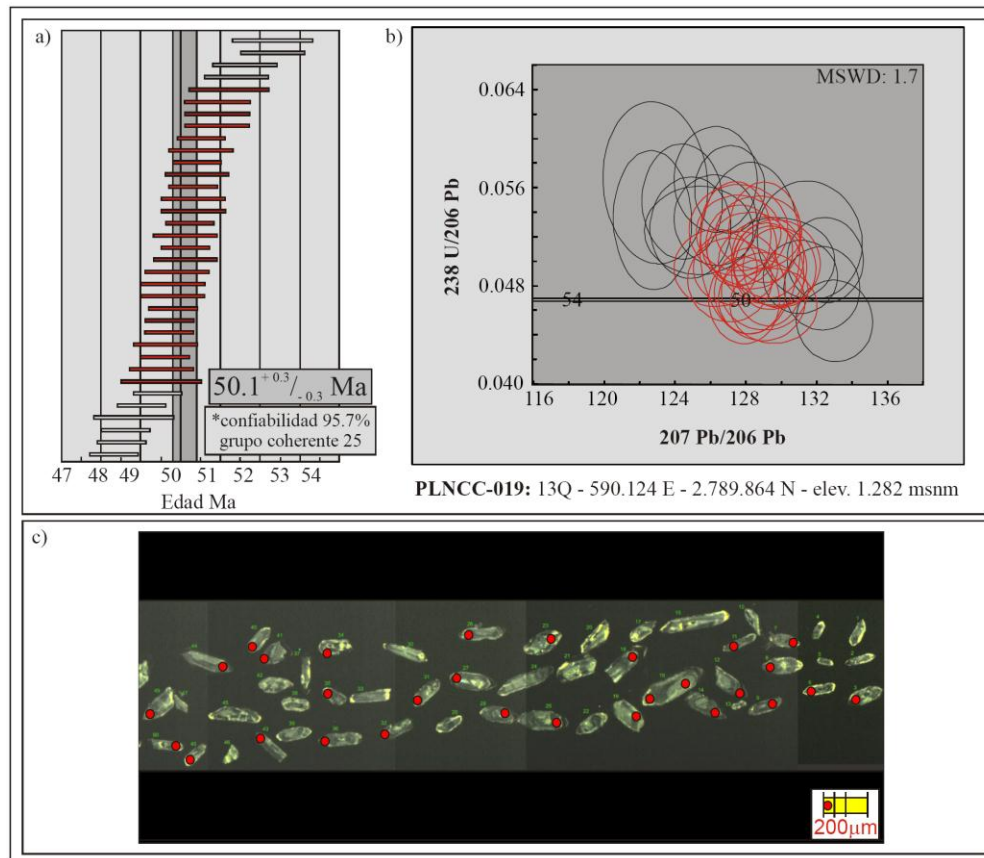 a)
50.1 +0.3/-0.3 Ma
*confiabilidad 95.7%
grupo coherente 25
47 48 49 50 51 52 53 54
Edad Ma
b)
MSWD: 1.7
0.064
0.056
0.048
0.040
238 U/206 Pb
54 50
116 120 124 128 132 136
207 Pb/206 Pb
PLNCC-019: 13Q - 590.124 E - 2.789.864 N - elev. 1.282 msnm
c)
200µm